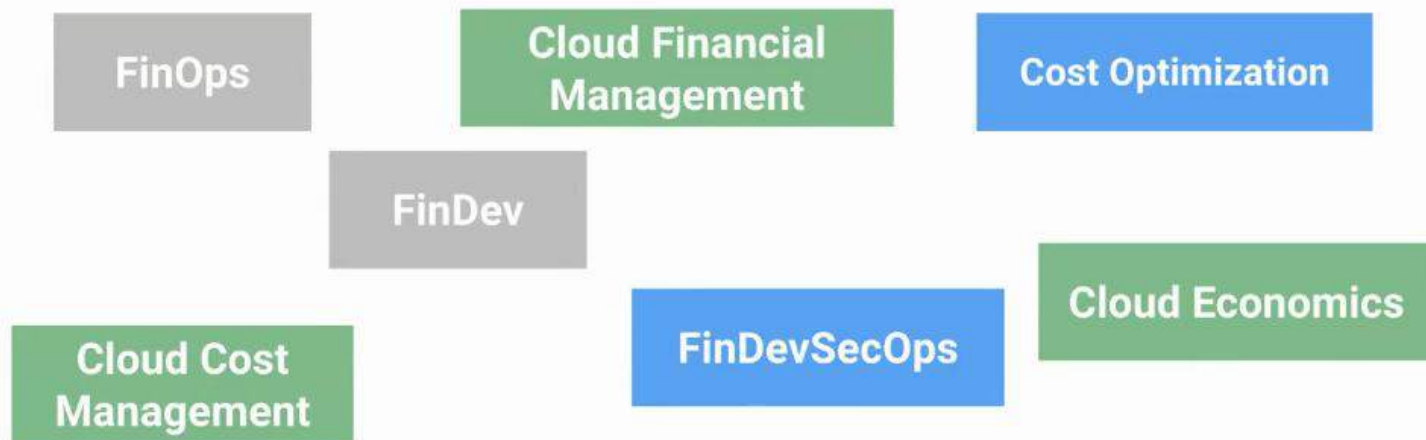 FinOps
Cloud Financial
Management
Cost Optimization
FinDev
Cloud Economics
FinDevSecOps
Cloud Cost
Management